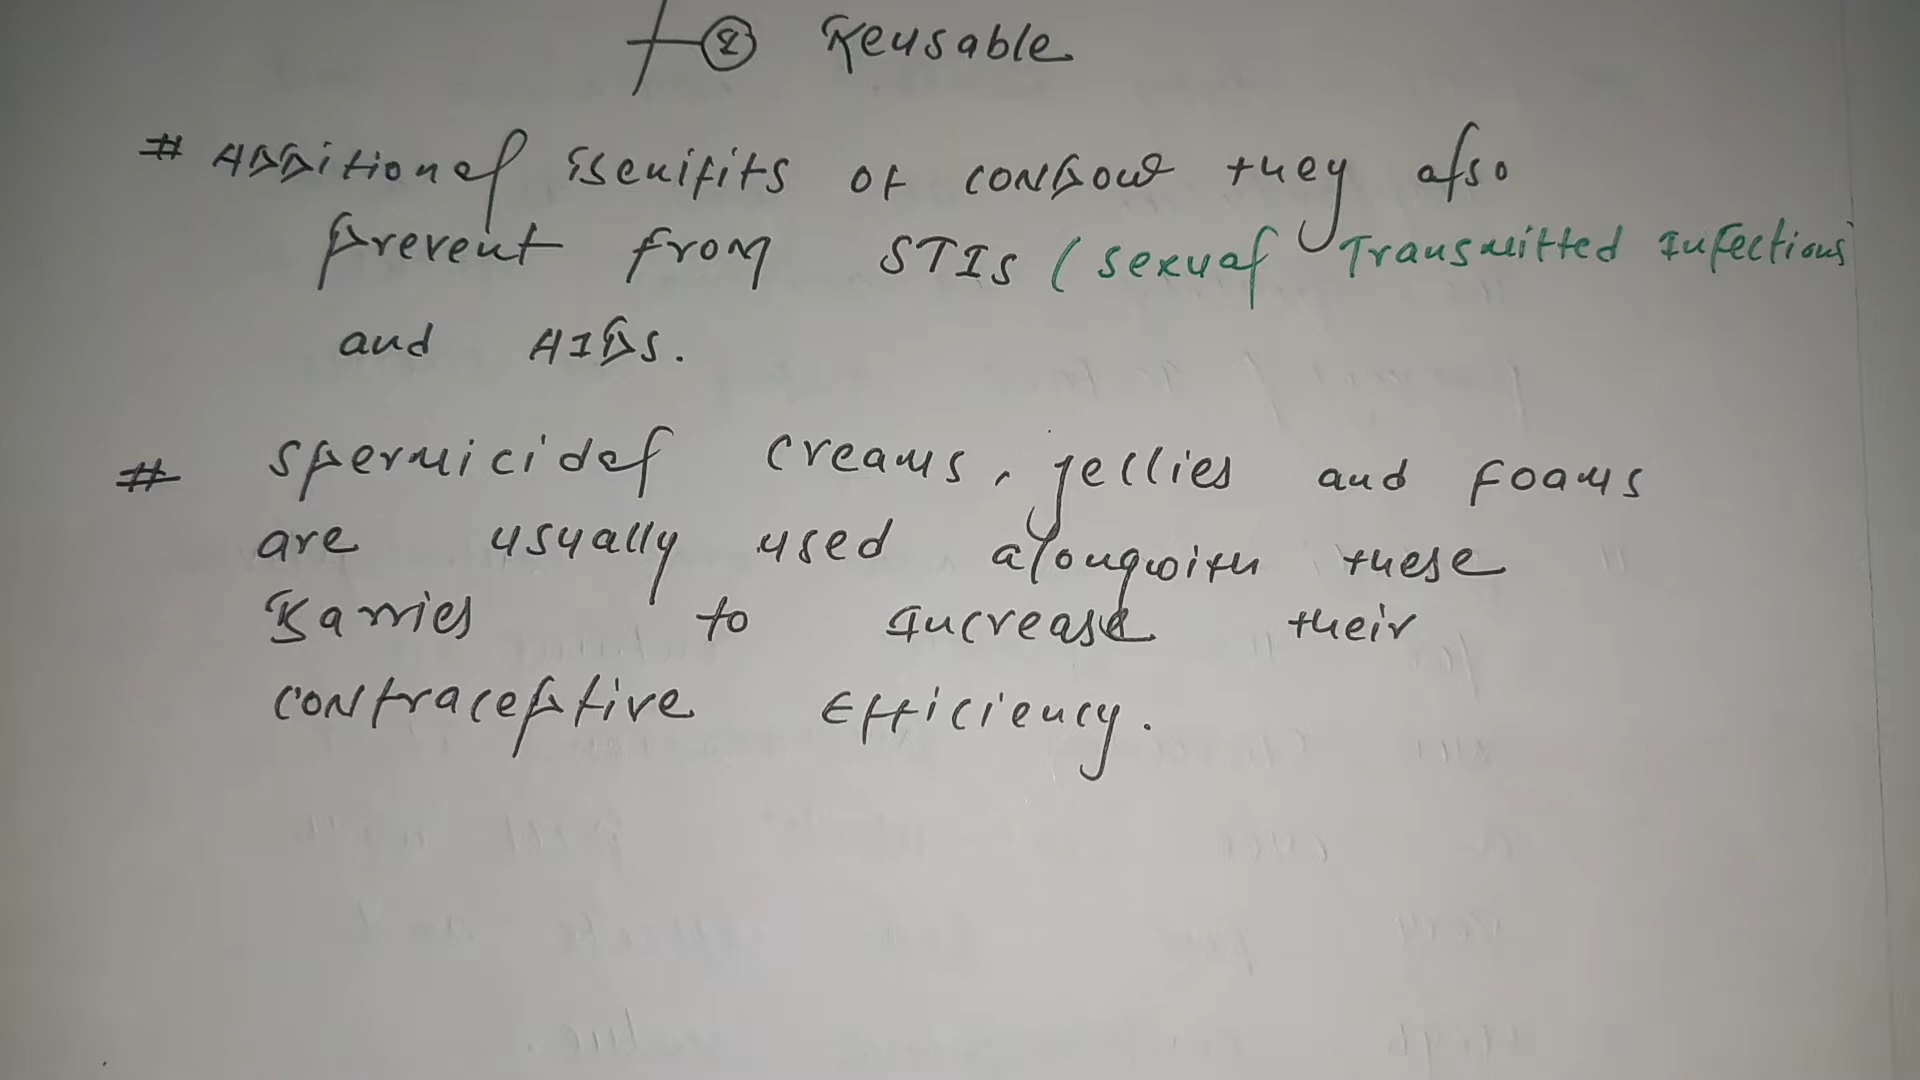 ② Reusable
# Additional Benifits of condom they also
prevent from STIs (sexual Transmitted Infections
and AIDS.
# spermicidal creams, jellies and foams
are usually used alongwith these
Barries to increase their
contraceptive Efficiency.